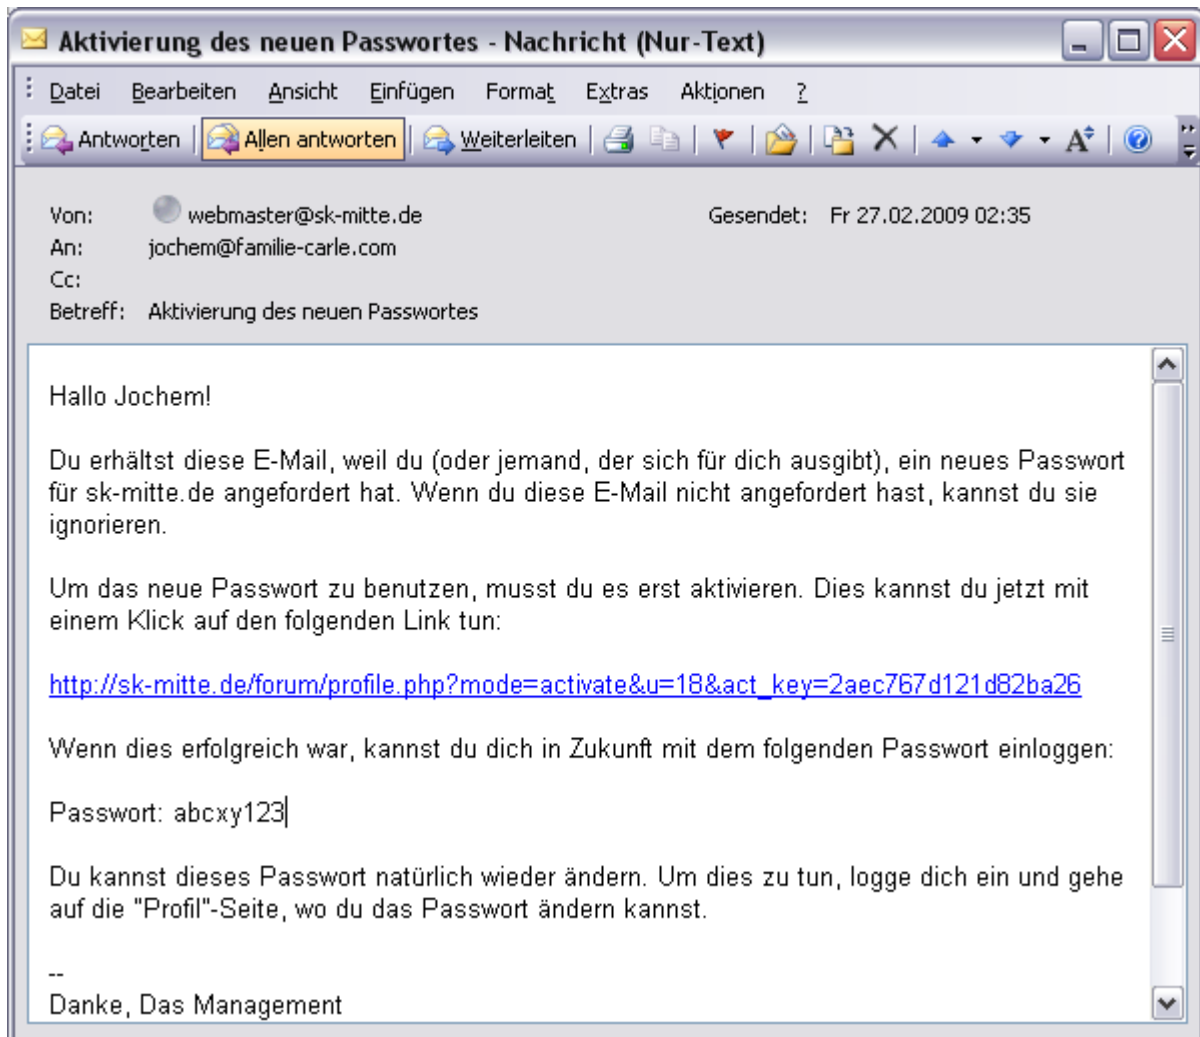 Aktivierung des neuen Passwortes - Nachricht (Nur-Text)
Datei Bearbeiten Ansicht Einfügen Format Extras Aktionen ?
Antworten Allen antworten Weiterleiten
Von: webmaster@sk-mitte.de Gesendet: Fr 27.02.2009 02:35
An: jochem@familie-carle.com
Cc:
Betreff: Aktivierung des neuen Passwortes
Hallo Jochem!
Du erhältst diese E-Mail, weil du (oder jemand, der sich für dich ausgibt), ein neues Passwort
für sk-mitte.de angefordert hat. Wenn du diese E-Mail nicht angefordert hast, kannst du sie
ignorieren.
Um das neue Passwort zu benutzen, musst du es erst aktivieren. Dies kannst du jetzt mit
einem Klick auf den folgenden Link tun:
http://sk-mitte.de/forum/profile.php?mode=activate&u=18&act_key=2aec767d121d82ba26
Wenn dies erfolgreich war, kannst du dich in Zukunft mit dem folgenden Passwort einloggen:
Passwort: abcxy123
Du kannst dieses Passwort natürlich wieder ändern. Um dies zu tun, logge dich ein und gehe
auf die "Profil"-Seite, wo du das Passwort ändern kannst.
--
Danke, Das Management